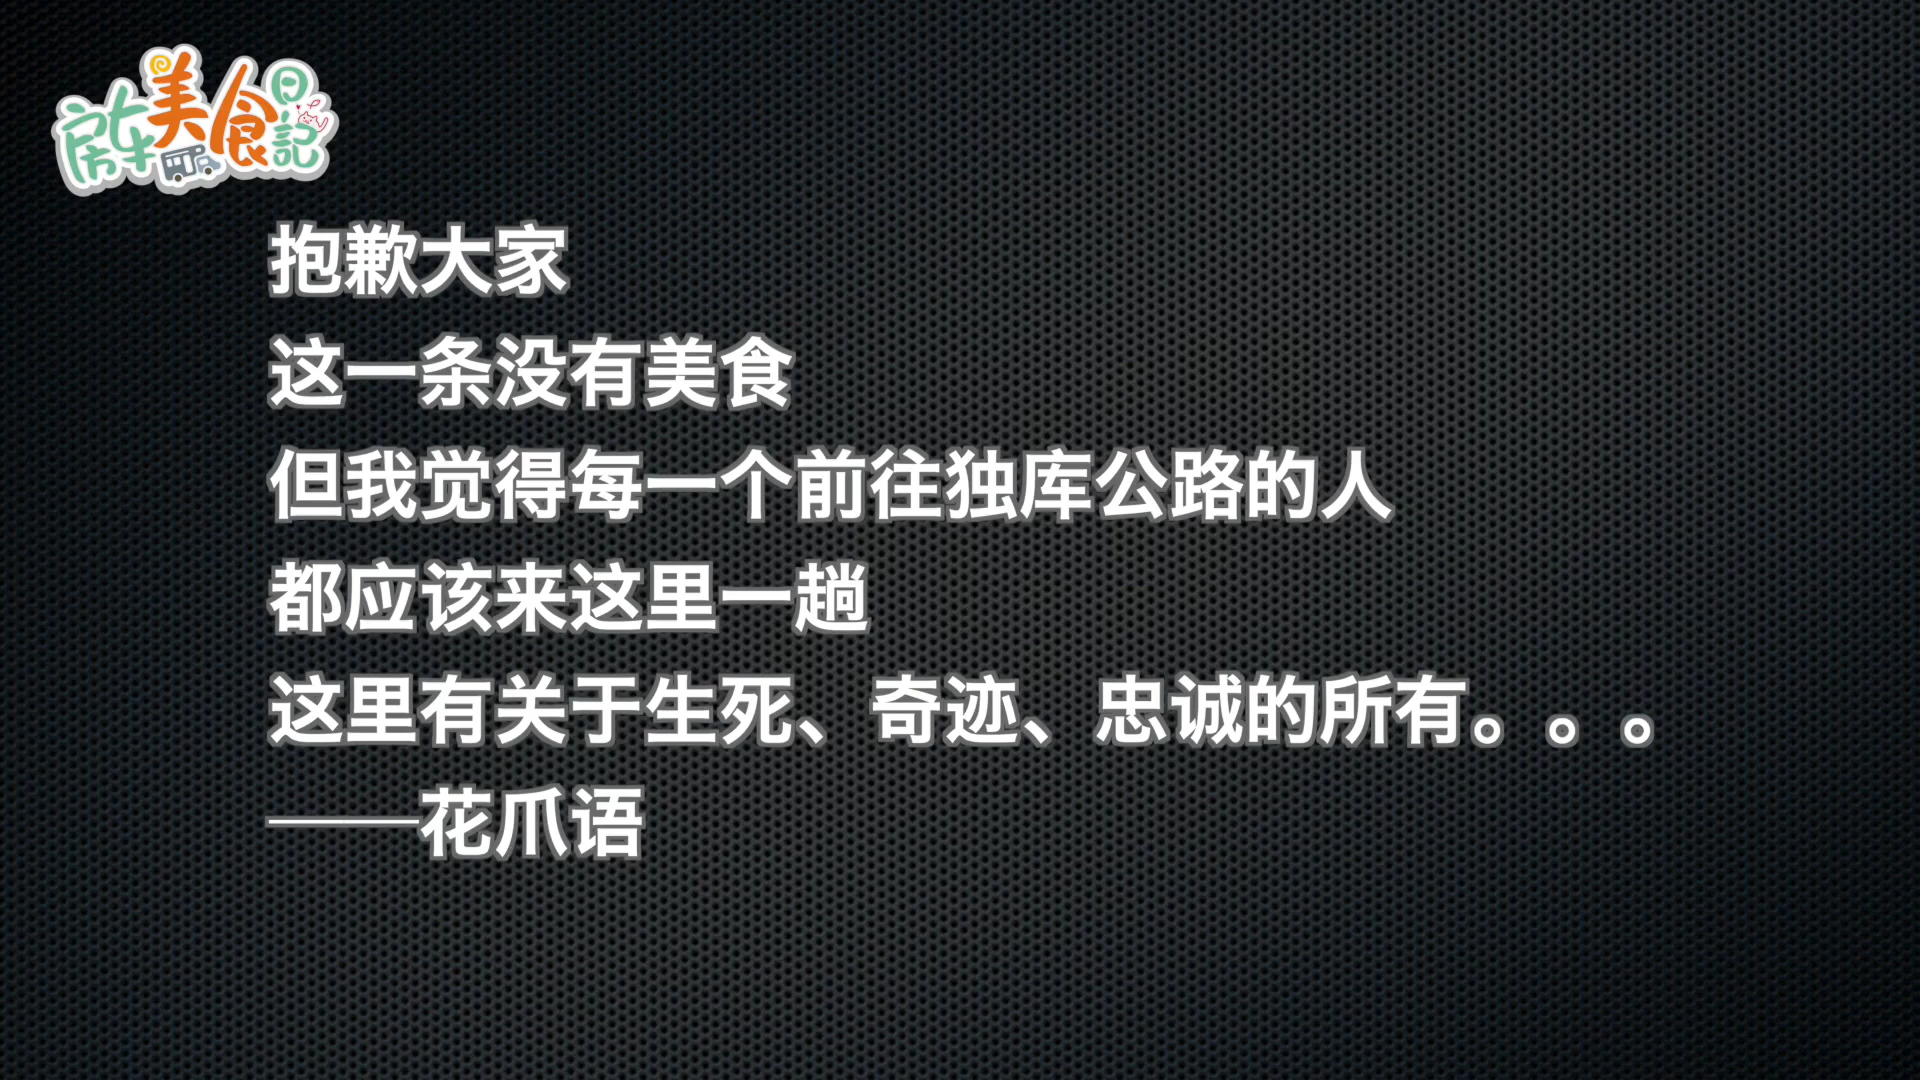 房车美食日記
抱歉大家
这一条没有美食
但我觉得每一个前往独库公路的人
都应该来这里一趟
这里有关于生死、奇迹、忠诚的所有。。。
——花爪语